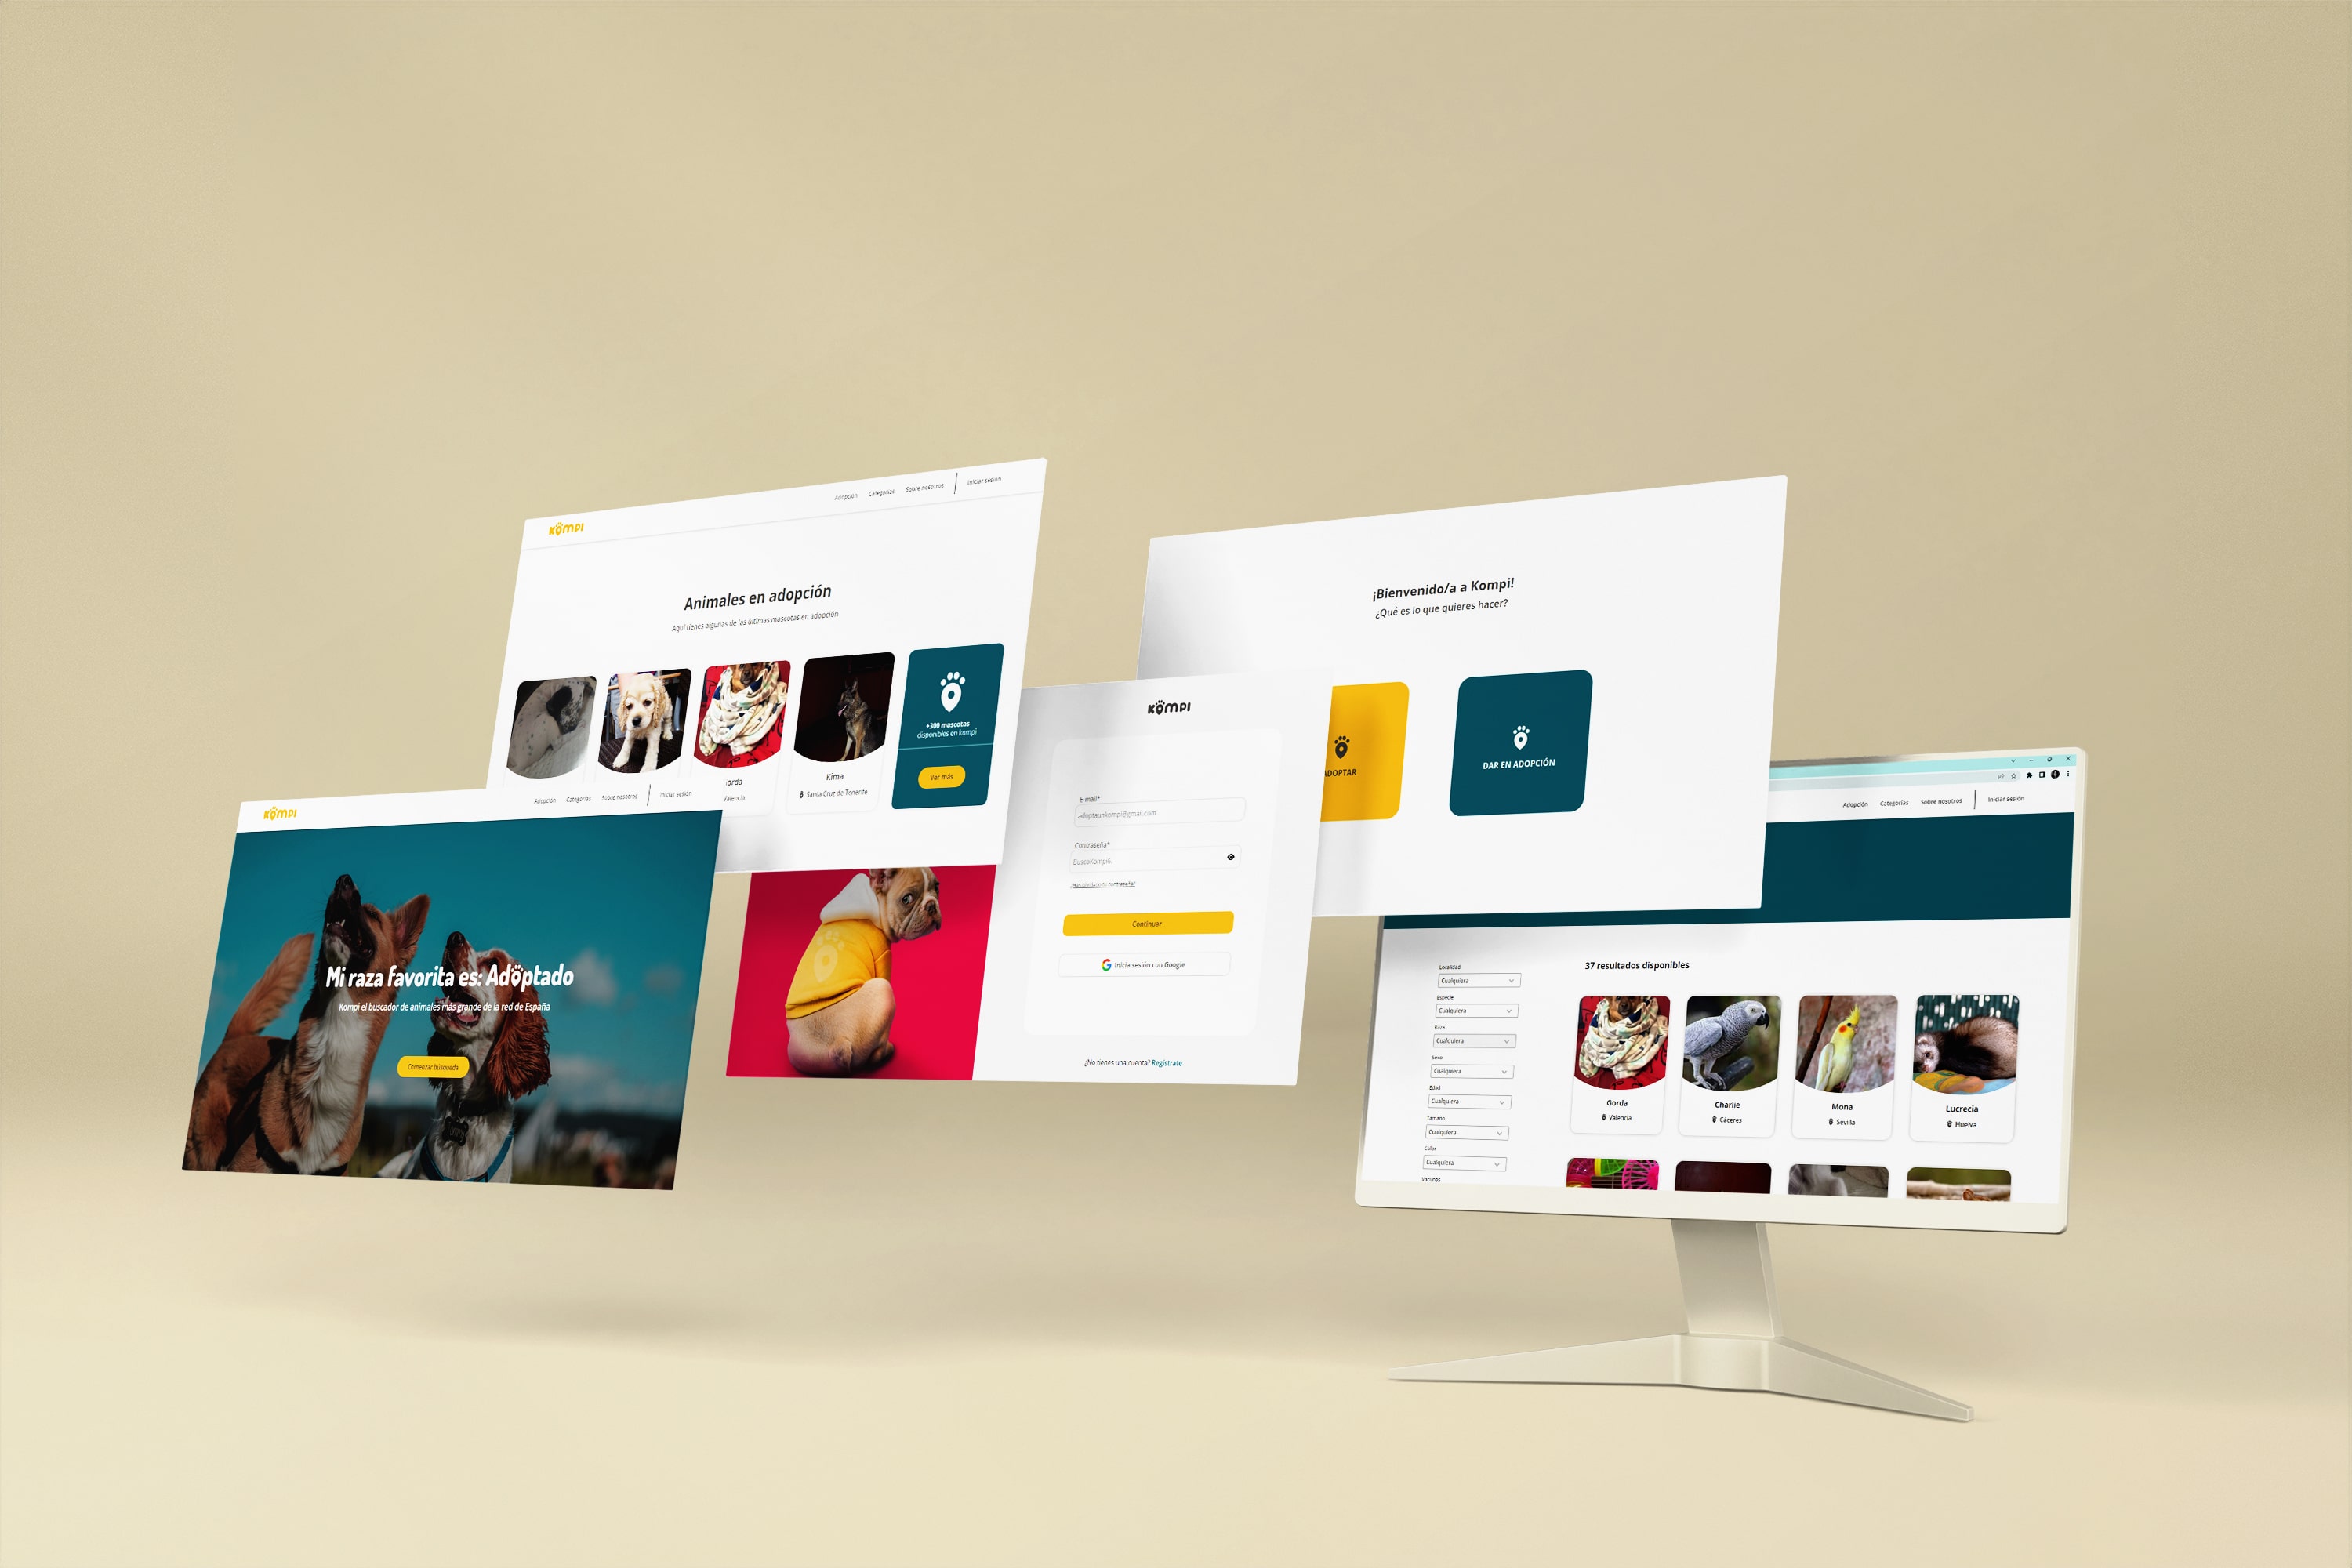 Kömpi
Adopción
Categorías
Sobre nosotros
Iniciar sesión
Animales en adopción
Aquí tienes algunas de las últimas mascotas en adopción
orda
Valencia
Kima
Santa Cruz de Tenerife
+300 mascotas
disponibles en kompi
Ver más
Kömpi
Adopción
Categorías
Sobre nosotros
Iniciar sesión
Mi raza favorita es: Adöptado
Kompi el buscador de animales más grande de la red de España
Comenzar búsqueda
Kömpi
E-mail*
adoptaunkompi@gmail.com
Contraseña*
BuscoKompi&
¿Has olvidado tu contraseña?
Continuar
Inicia sesión con Google
¿No tienes una cuenta? Regístrate
¡Bienvenido/a a Kompi!
¿Qué es lo que quieres hacer?
ADOPTAR
DAR EN ADOPCIÓN
Adopción
Categorías
Sobre nosotros
Iniciar sesión
37 resultados disponibles
Localidad
Cualquiera
Especie
Cualquiera
Raza
Cualquiera
Sexo
Cualquiera
Edad
Cualquiera
Tamaño
Cualquiera
Color
Cualquiera
Vacunas
Gorda
Valencia
Charlie
Cáceres
Mona
Sevilla
Lucrecia
Huelva